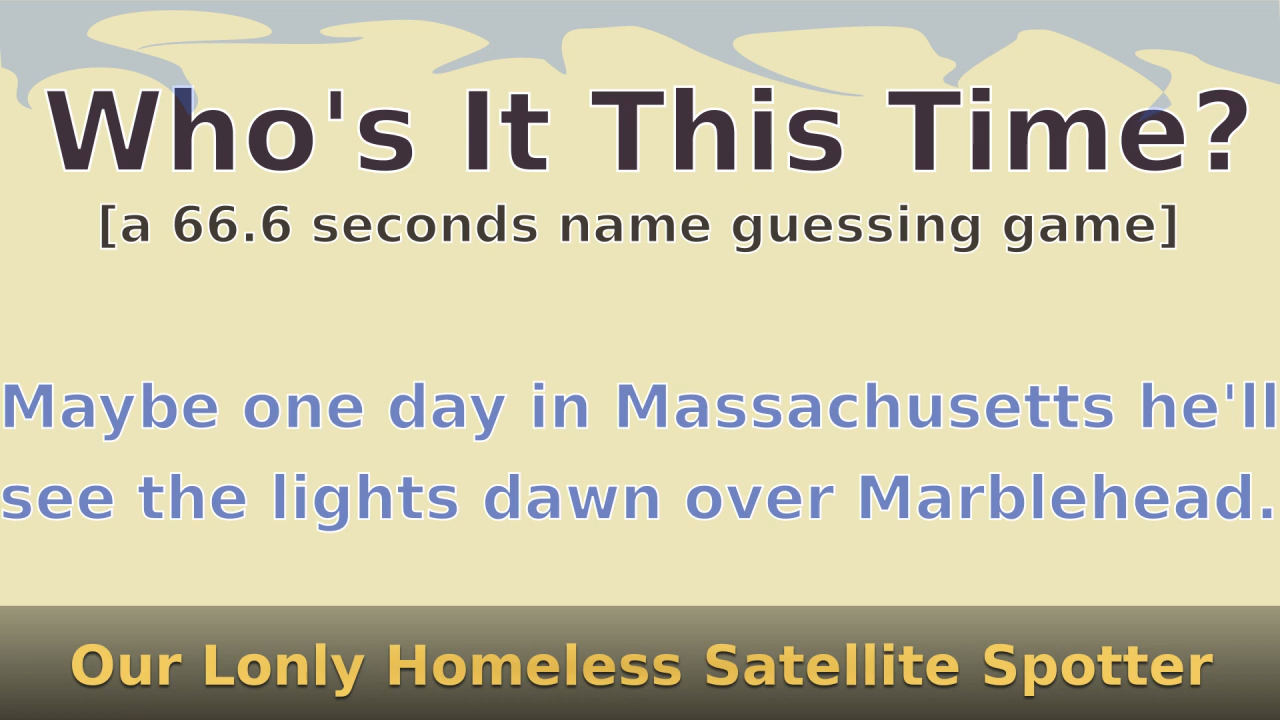 Who's It This Time?
[a 66.6 seconds name guessing game]
Maybe one day in Massachusetts he'll
see the lights dawn over Marblehead.
Our Lonly Homeless Satellite Spotter